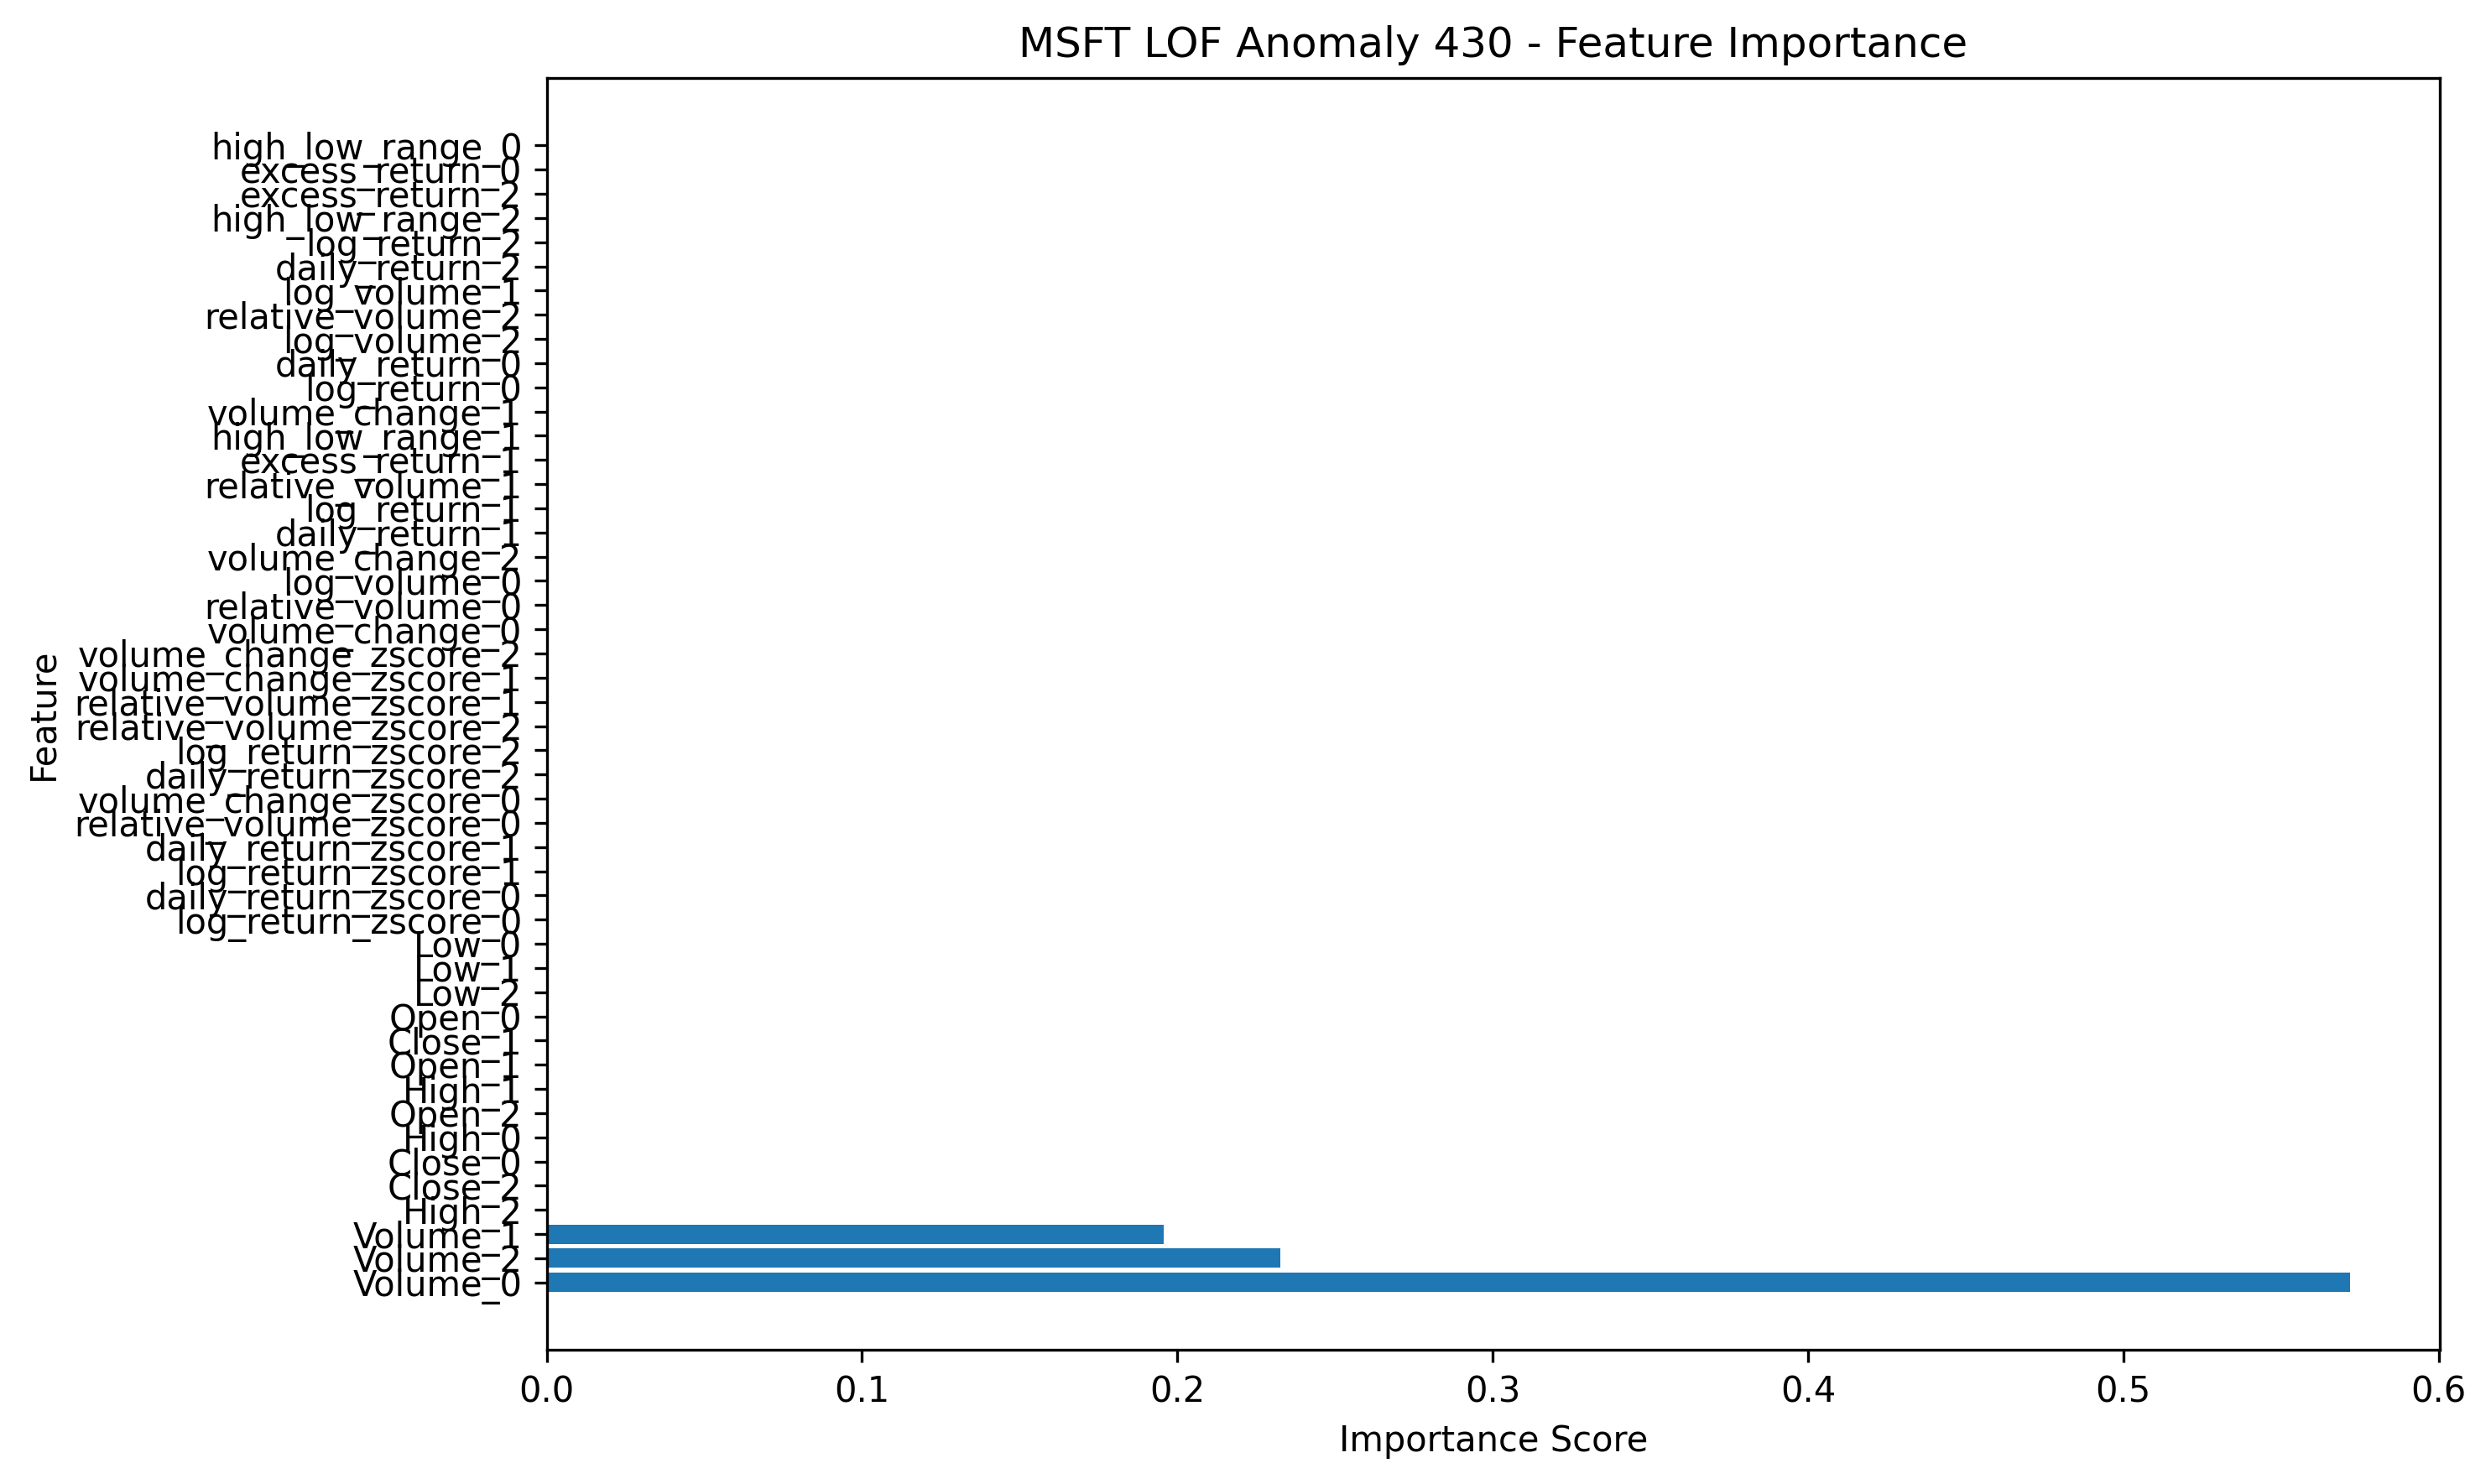 MSFT LOF Anomaly 430 - Feature Importance
Feature
high_low_range_0
excess_return_0
excess_return_2
high_low_range_2
log_return_2
daily_return_2
log_volume_1
relative_volume_2
log_volume_2
daily_return_0
log_return_0
volume_change_1
high_low_range_1
excess_return_1
relative_volume_1
log_return_1
daily_return_1
volume_change_2
log_volume_0
relative_volume_0
volume_change_0
volume_change_zscore_2
volume_change_zscore_1
relative_volume_zscore_1
relative_volume_zscore_2
log_return_zscore_2
daily_return_zscore_2
volume_change_zscore_0
relative_volume_zscore_0
daily_return_zscore_1
log_return_zscore_1
daily_return_zscore_0
log_return_zscore_0
Low_0
Low_1
Low_2
Open_0
Close_1
Open_1
High_1
Open_2
High_0
Close_0
Close_2
High_2
Volume_1
Volume_2
Volume_0
0.0 0.1 0.2 0.3 0.4 0.5 0.6
Importance Score